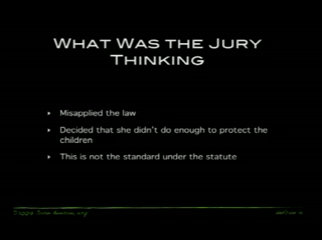 WHAT WAS THE JURY
THINKING
Misapplied the law
Decided that she didn't do enough to protect the
children
This is not the standard under the statute